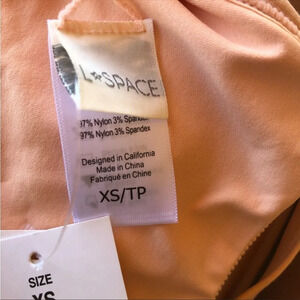 L*SPACE
97% Nylon 3% Spandex
97% Nylon 3% Spandex
Designed in California
Made in China
Fabriqué en Chine
XS/TP
SIZE
XS